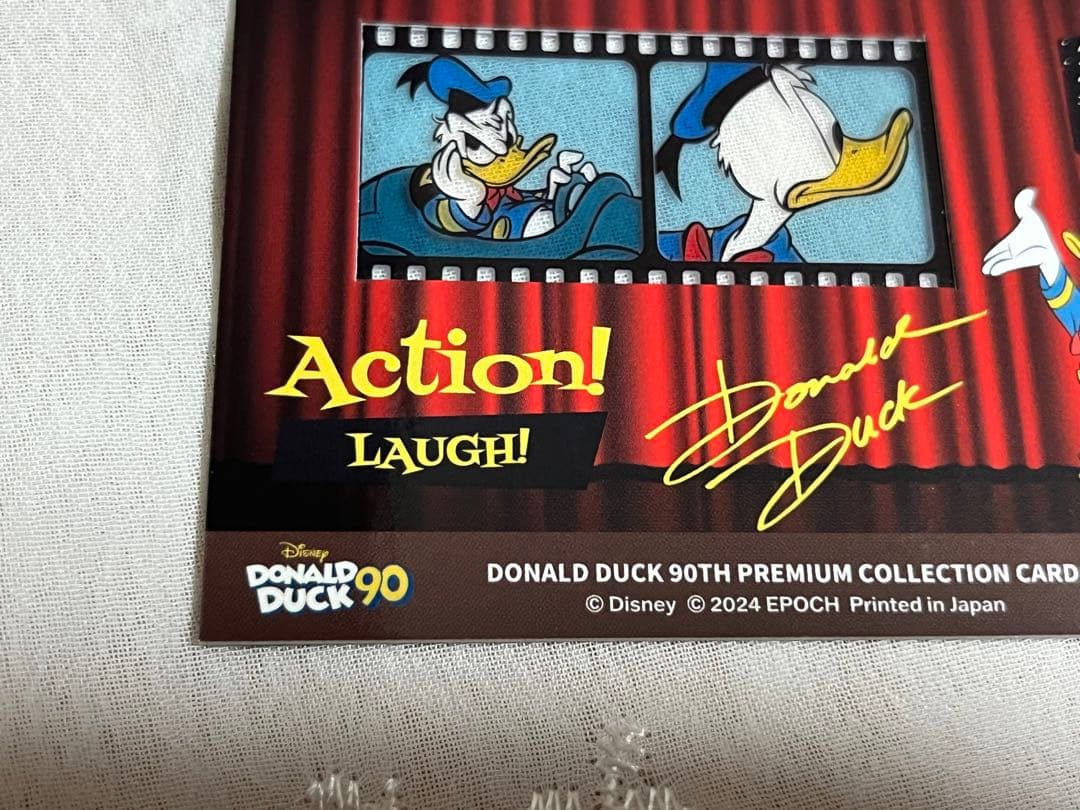 Action!
LAUGH!
Donald
Duck
Disney
DONALD
DUCK 90
DONALD DUCK 90TH PREMIUM COLLECTION CARD
© Disney © 2024 EPOCH Printed in Japan